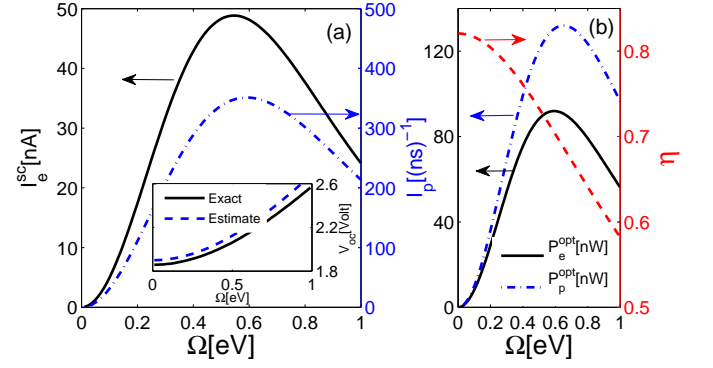 (a)
50
40
30
20
10
0
I_e^sc[nA]
500
400
300
200
100
0
I_p[(ns)^-1]
0
0.2
0.4
0.6
0.8
1
Ω[eV]
Exact
Estimate
2.6
2.2
1.8
V_oc[Volt]
0
0.5
1
Ω[eV]
(b)
120
80
40
0
0.8
0.7
0.6
0.5
η
P_e^opt[nW]
P_p^opt[nW]
0
0.2
0.4
0.6
0.8
1
Ω[eV]